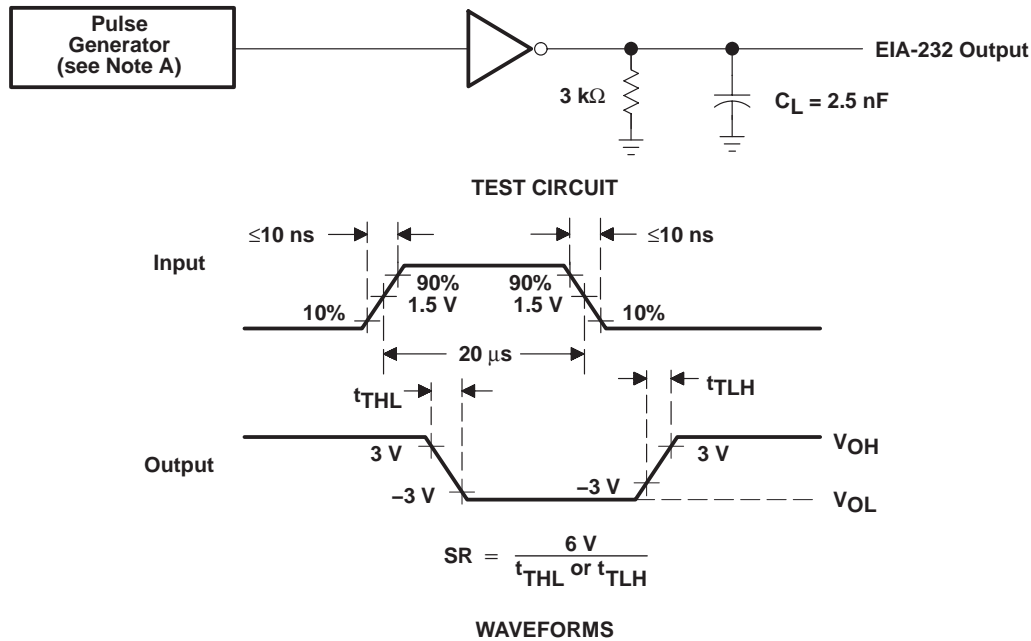 Pulse
Generator
(see Note A)
EIA-232 Output
3 kΩ
CL = 2.5 nF
TEST CIRCUIT
≤10 ns
≤10 ns
Input
90%
90%
1.5 V
1.5 V
10%
10%
20 µs
tTHL
tTLH
VOH
3 V
3 V
Output
–3 V
–3 V
VOL
SR = 6 V
tTHL or tTLH
WAVEFORMS